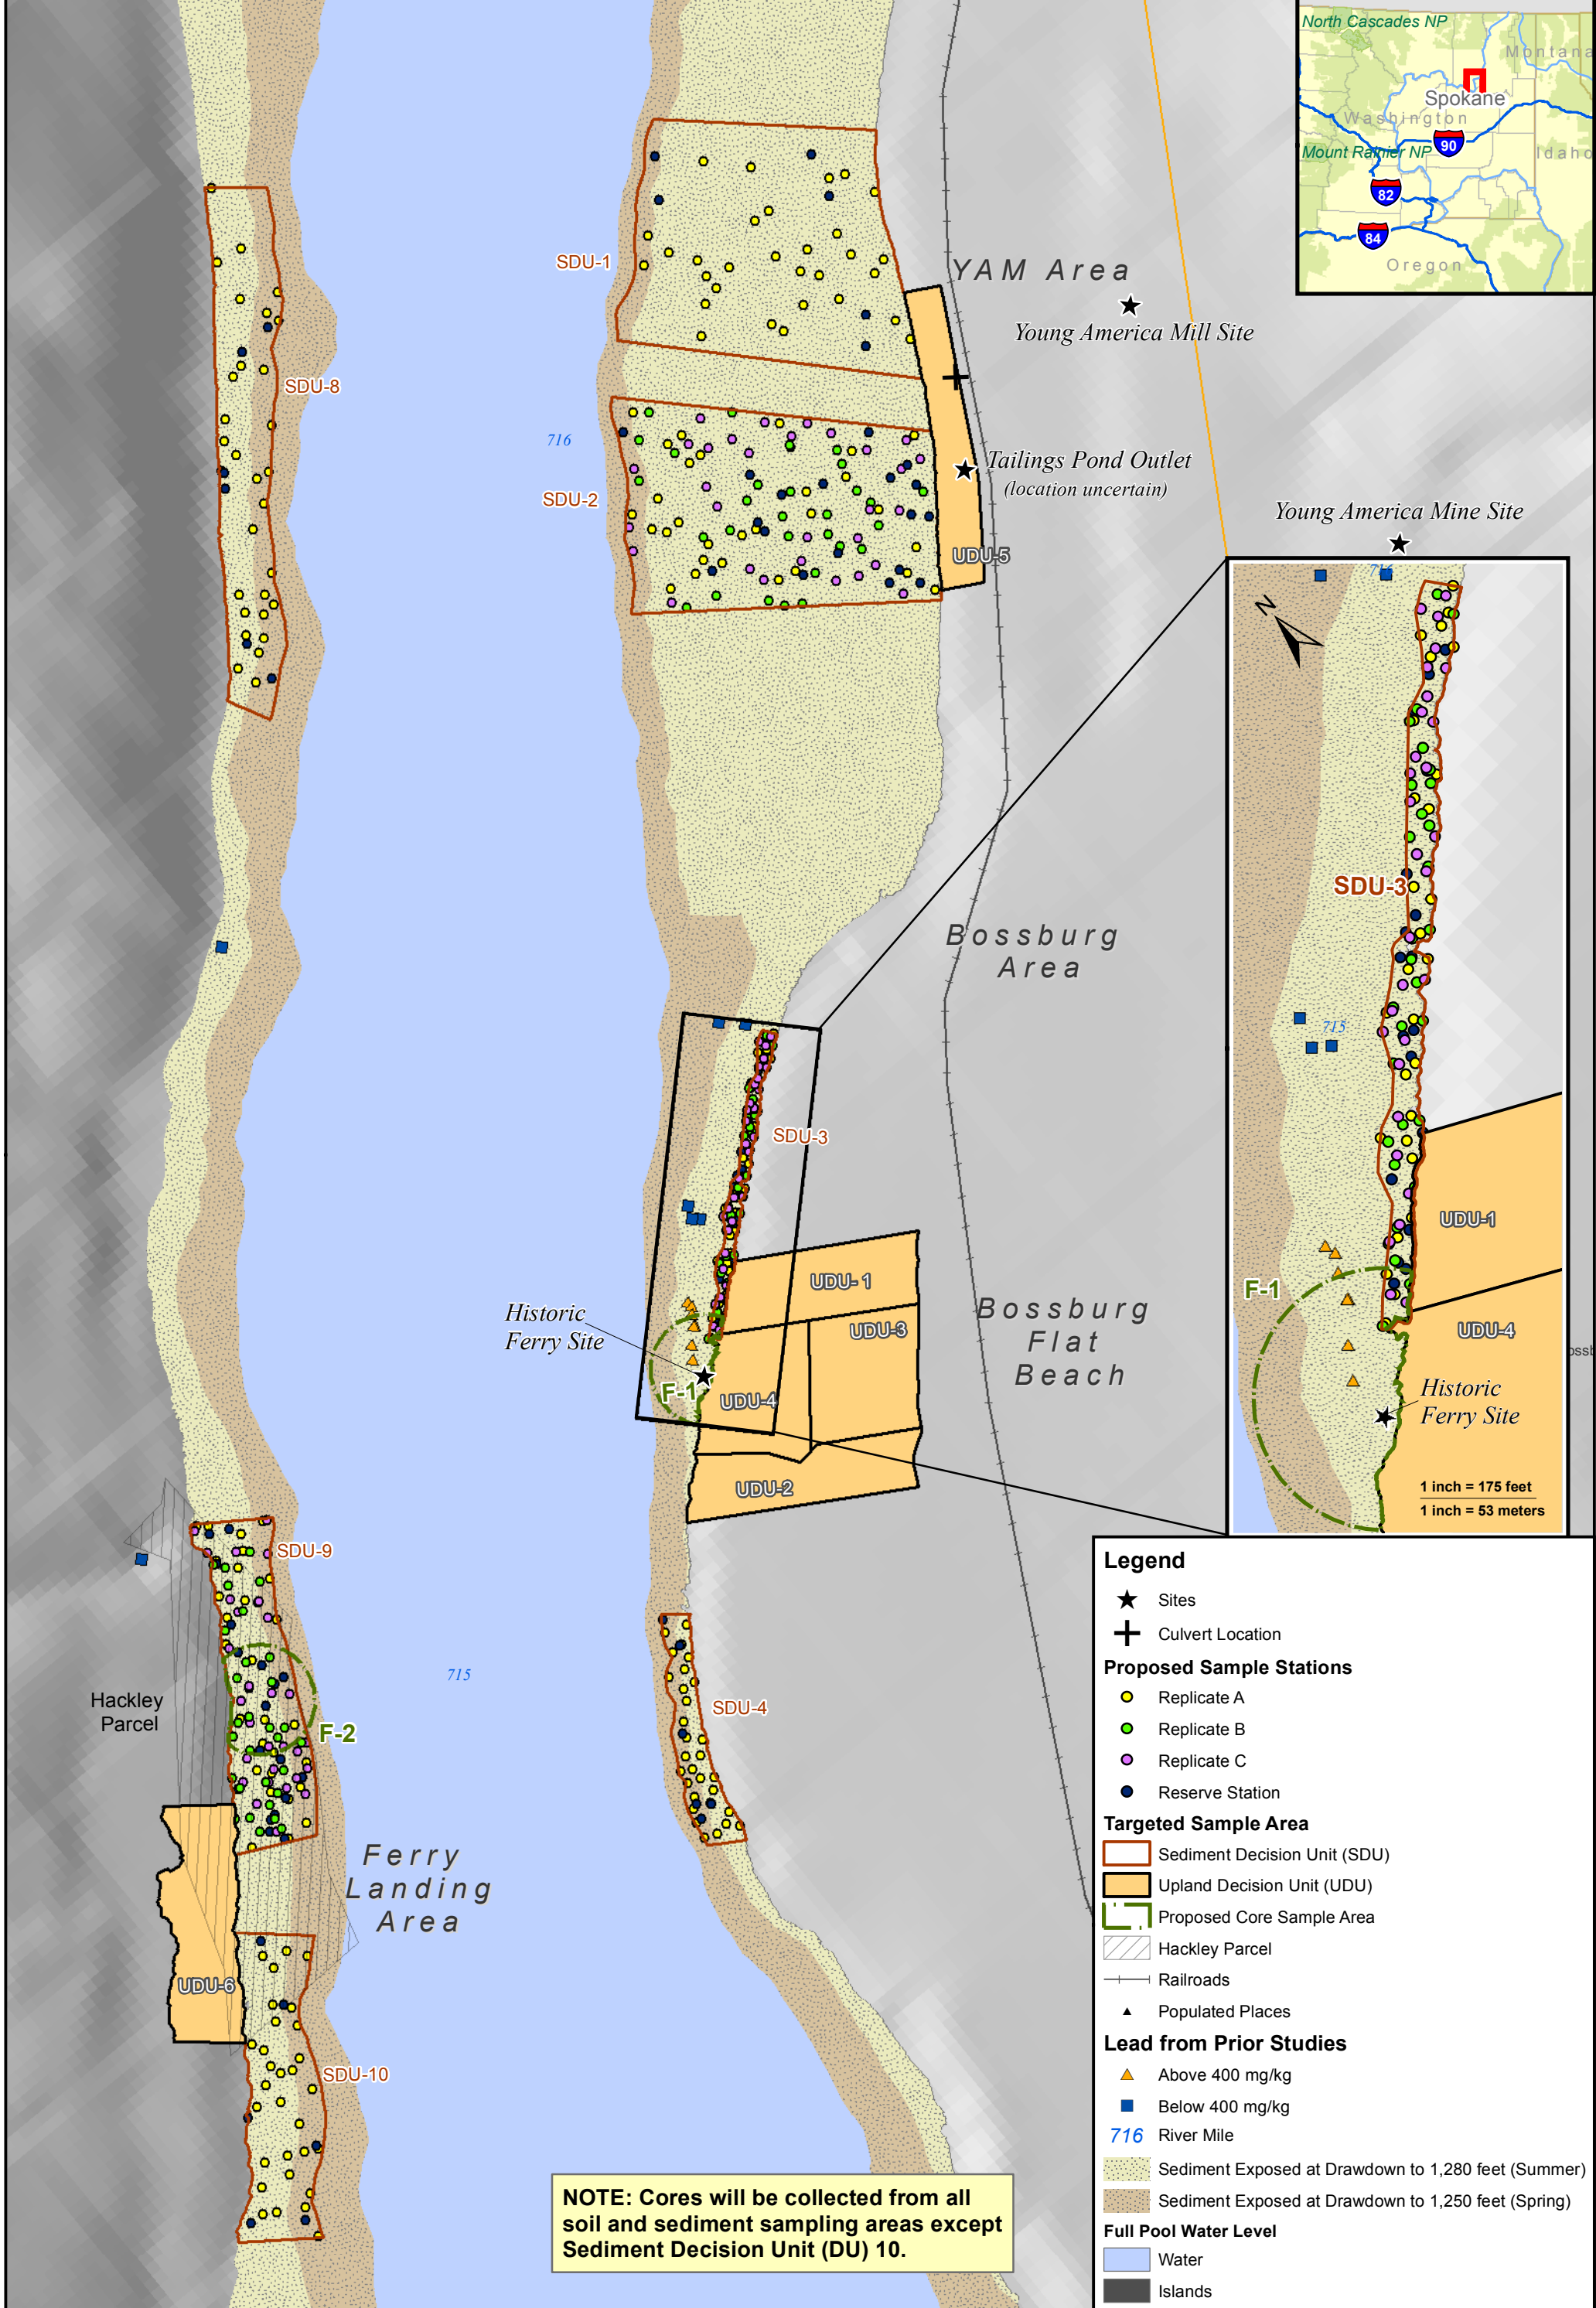 North Cascades NP
Montana
Spokane
Washington
90
Mount Rainier NP
Idaho
82
84
Oregon
SDU-1
YAM Area
Young America Mill Site
SDU-8
716
SDU-2
Tailings Pond Outlet
(location uncertain)
UDU-5
Young America Mine Site
N
SDU-3
715
UDU-1
F-1
UDU-4
Historic
Ferry Site
1 inch = 175 feet
1 inch = 53 meters
Bossburg
Area
SDU-3
UDU-1
UDU-3
Historic
Ferry Site
F-1
UDU-4
UDU-2
Bossburg
Flat
Beach
SDU-9
Hackley
Parcel
F-2
715
SDU-4
Ferry
Landing
Area
UDU-6
SDU-10
NOTE: Cores will be collected from all
soil and sediment sampling areas except
Sediment Decision Unit (DU) 10.
Legend
Sites
Culvert Location
Proposed Sample Stations
Replicate A
Replicate B
Replicate C
Reserve Station
Targeted Sample Area
Sediment Decision Unit (SDU)
Upland Decision Unit (UDU)
Proposed Core Sample Area
Hackley Parcel
Railroads
Populated Places
Lead from Prior Studies
Above 400 mg/kg
Below 400 mg/kg
716 River Mile
Sediment Exposed at Drawdown to 1,280 feet (Summer)
Sediment Exposed at Drawdown to 1,250 feet (Spring)
Full Pool Water Level
Water
Islands